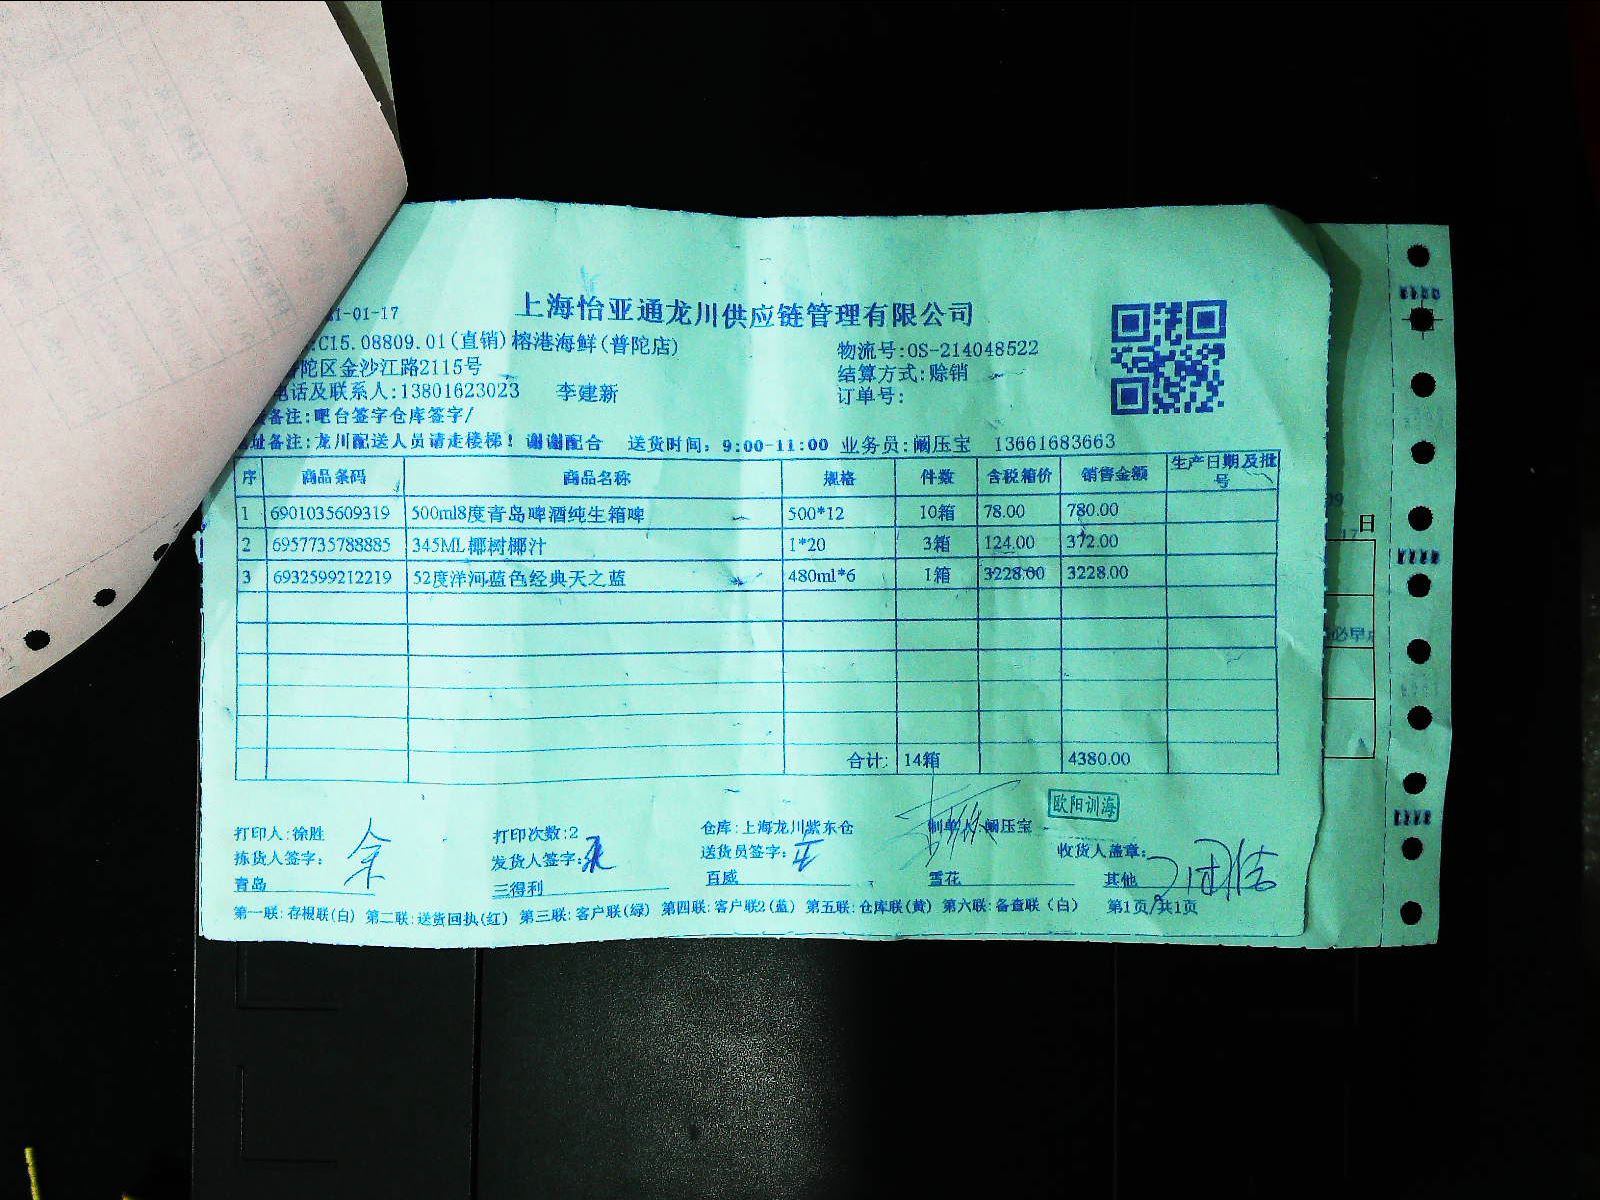 1-01-17
上海怡亚通龙川供应链管理有限公司
C15.08809.01(直销)榕港海鲜(普陀店)
物流号:OS-214048522
普陀区金沙江路2115号
结算方式:赊销
电话及联系人:13801623023 李建新
订单号:
备注:吧台签字仓库签字/
址备注:龙川配送人员请走楼梯!谢谢配合 送货时间:9:00-11:00 业务员:阚压宝 13661683663
序 商品条码 商品名称 规格 件数 含税箱价 销售金额 生产日期及批号
1 6901035609319 500ml8度青岛啤酒纯生箱啤 500*12 10箱 78.00 780.00
2 6957735788885 345ML椰树椰汁 1*20 3箱 124.00 372.00
3 6932599212219 52度洋河蓝色经典天之蓝 480ml*6 1箱 3228.00 3228.00
合计: 14箱 4380.00
欧阳训海
打印人:徐胜 打印次数:2 仓库:上海龙川紫东仓 制单人:阚压宝
拣货人签字: 发货人签字: 送货员签字: 收货人盖章:
青岛 三得利 百威 雪花 其他
第一联:存根联(白) 第二联:送货回执(红) 第三联:客户联(绿) 第四联:客户联2(蓝) 第五联:仓库联(黄) 第六联:备查联(白) 第1页/共1页
日